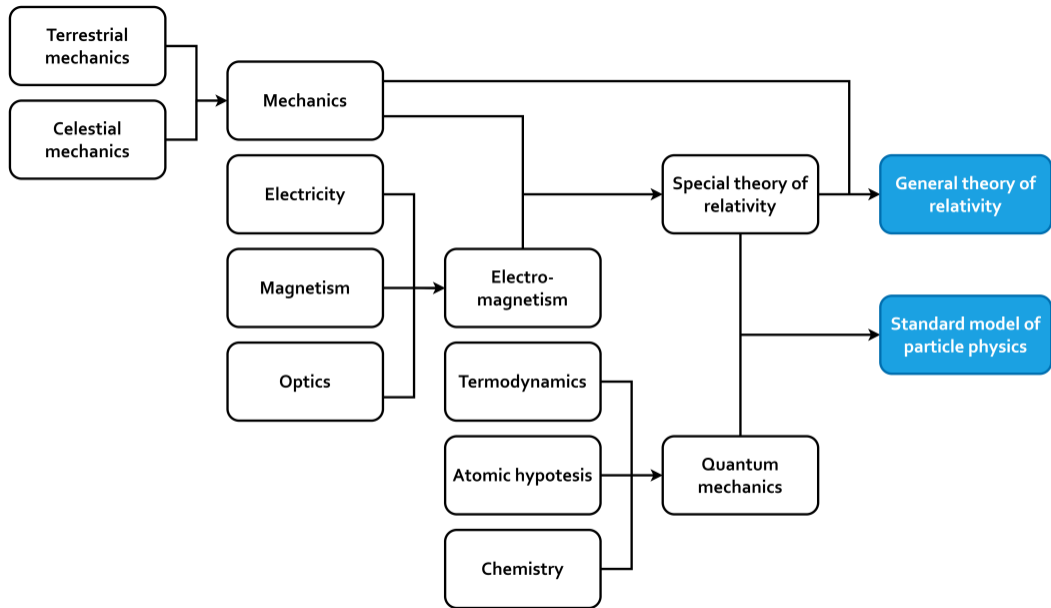 Terrestrial
mechanics
Celestial
mechanics
Mechanics
Electricity
Magnetism
Optics
Electro-
magnetism
Termodynamics
Atomic hypotesis
Chemistry
Special theory of
relativity
Quantum
mechanics
General theory of
relativity
Standard model of
particle physics